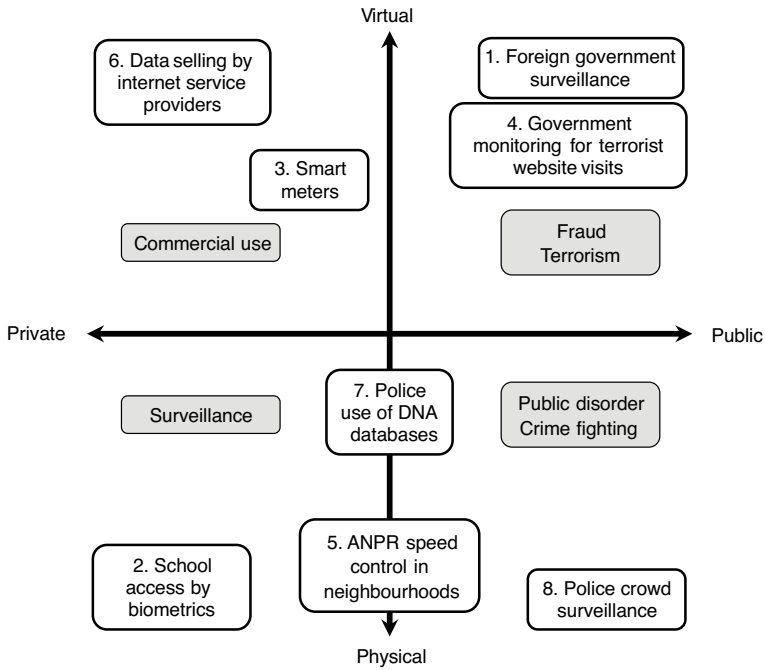 Virtual
6. Data selling by
internet service
providers
1. Foreign government
surveillance
4. Government
monitoring for terrorist
website visits
3. Smart
meters
Commercial use
Fraud
Terrorism
Private
Public
7. Police
use of DNA
databases
Surveillance
Public disorder
Crime fighting
2. School
access by
biometrics
5. ANPR speed
control in
neighbourhoods
8. Police crowd
surveillance
Physical